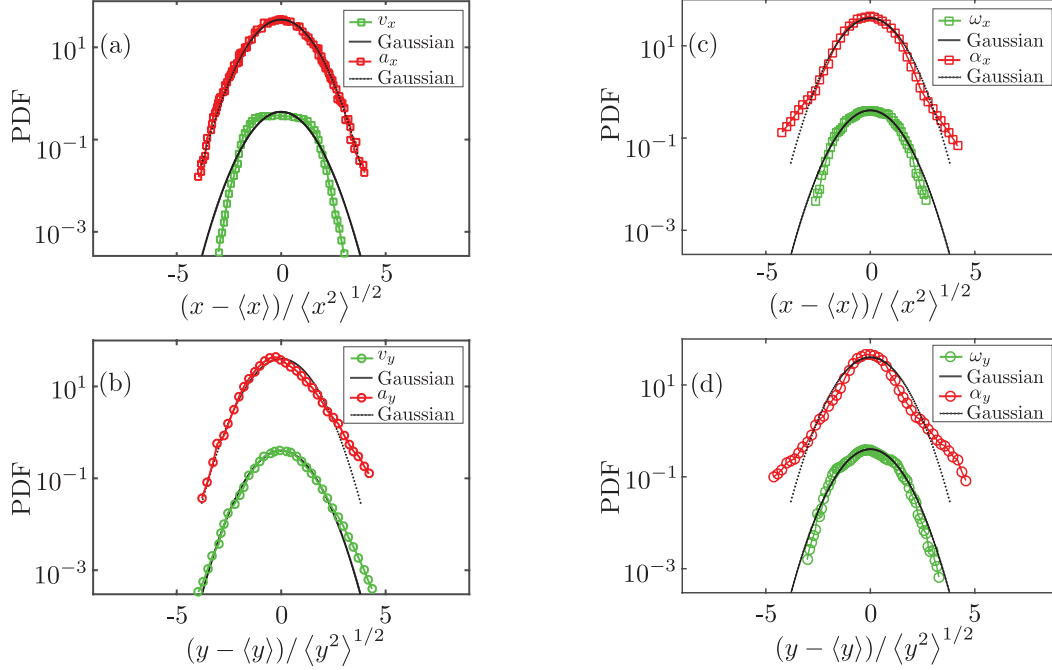 (a)
v_x
Gaussian
a_x
Gaussian
PDF
10^1
10^{-1}
10^{-3}
-5 0 5
(x − ⟨x⟩)/⟨x^2⟩^{1/2}
(c)
ω_x
Gaussian
α_x
Gaussian
PDF
10^1
10^{-1}
10^{-3}
-5 0 5
(x − ⟨x⟩)/⟨x^2⟩^{1/2}
(b)
v_y
Gaussian
a_y
Gaussian
PDF
10^1
10^{-1}
10^{-3}
-5 0 5
(y − ⟨y⟩)/⟨y^2⟩^{1/2}
(d)
ω_y
Gaussian
α_y
Gaussian
PDF
10^1
10^{-1}
10^{-3}
-5 0 5
(y − ⟨y⟩)/⟨y^2⟩^{1/2}